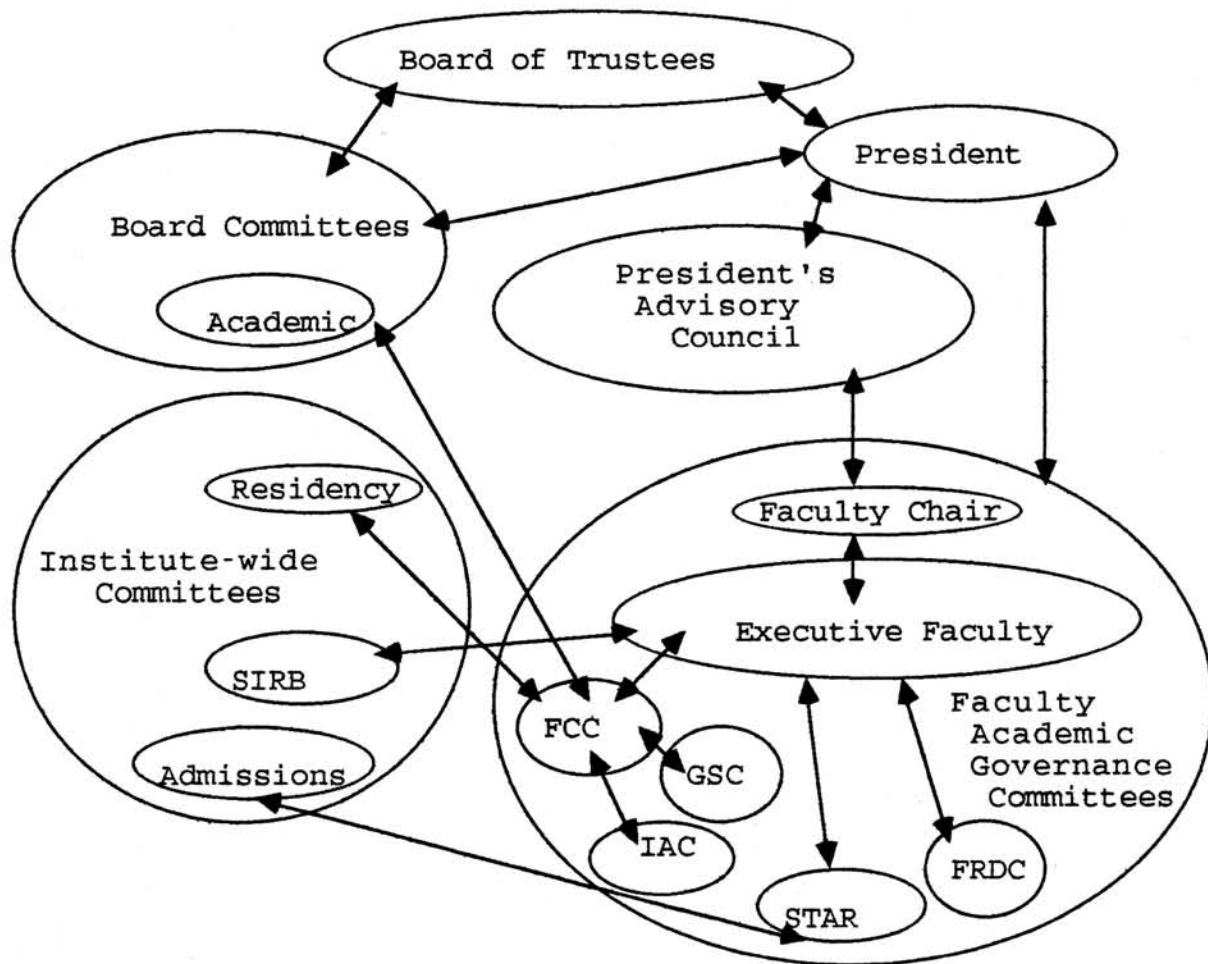 Board of Trustees
President
Board Committees
Academic
President's
Advisory
Council
Residency
Institute-wide
Committees
SIRB
Admissions
Faculty Chair
Executive Faculty
FCC
GSC
IAC
STAR
FRDC
Faculty
Academic
Governance
Committees